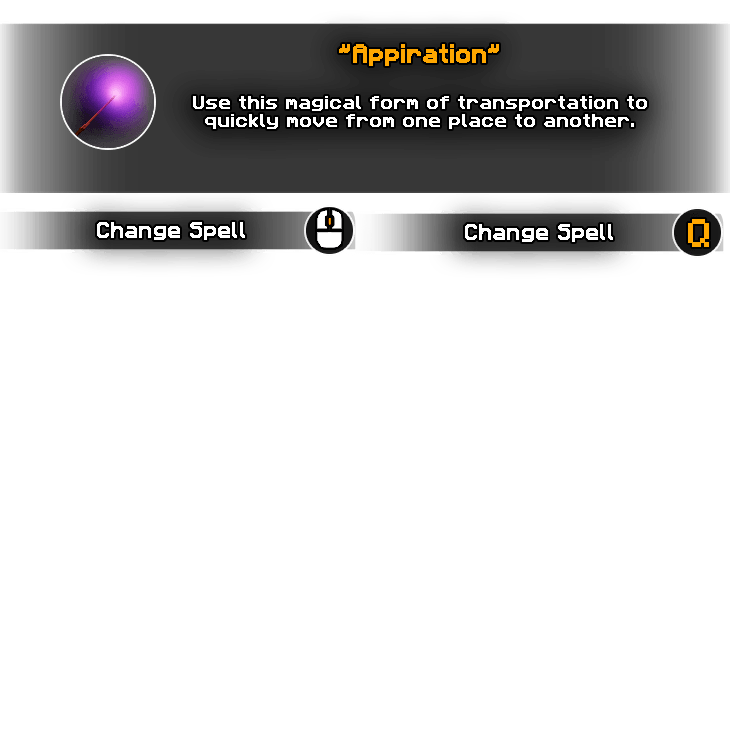 "Appiration"
Use this magical form of transportation to
quickly move from one place to another.
Change Spell
Change Spell Q